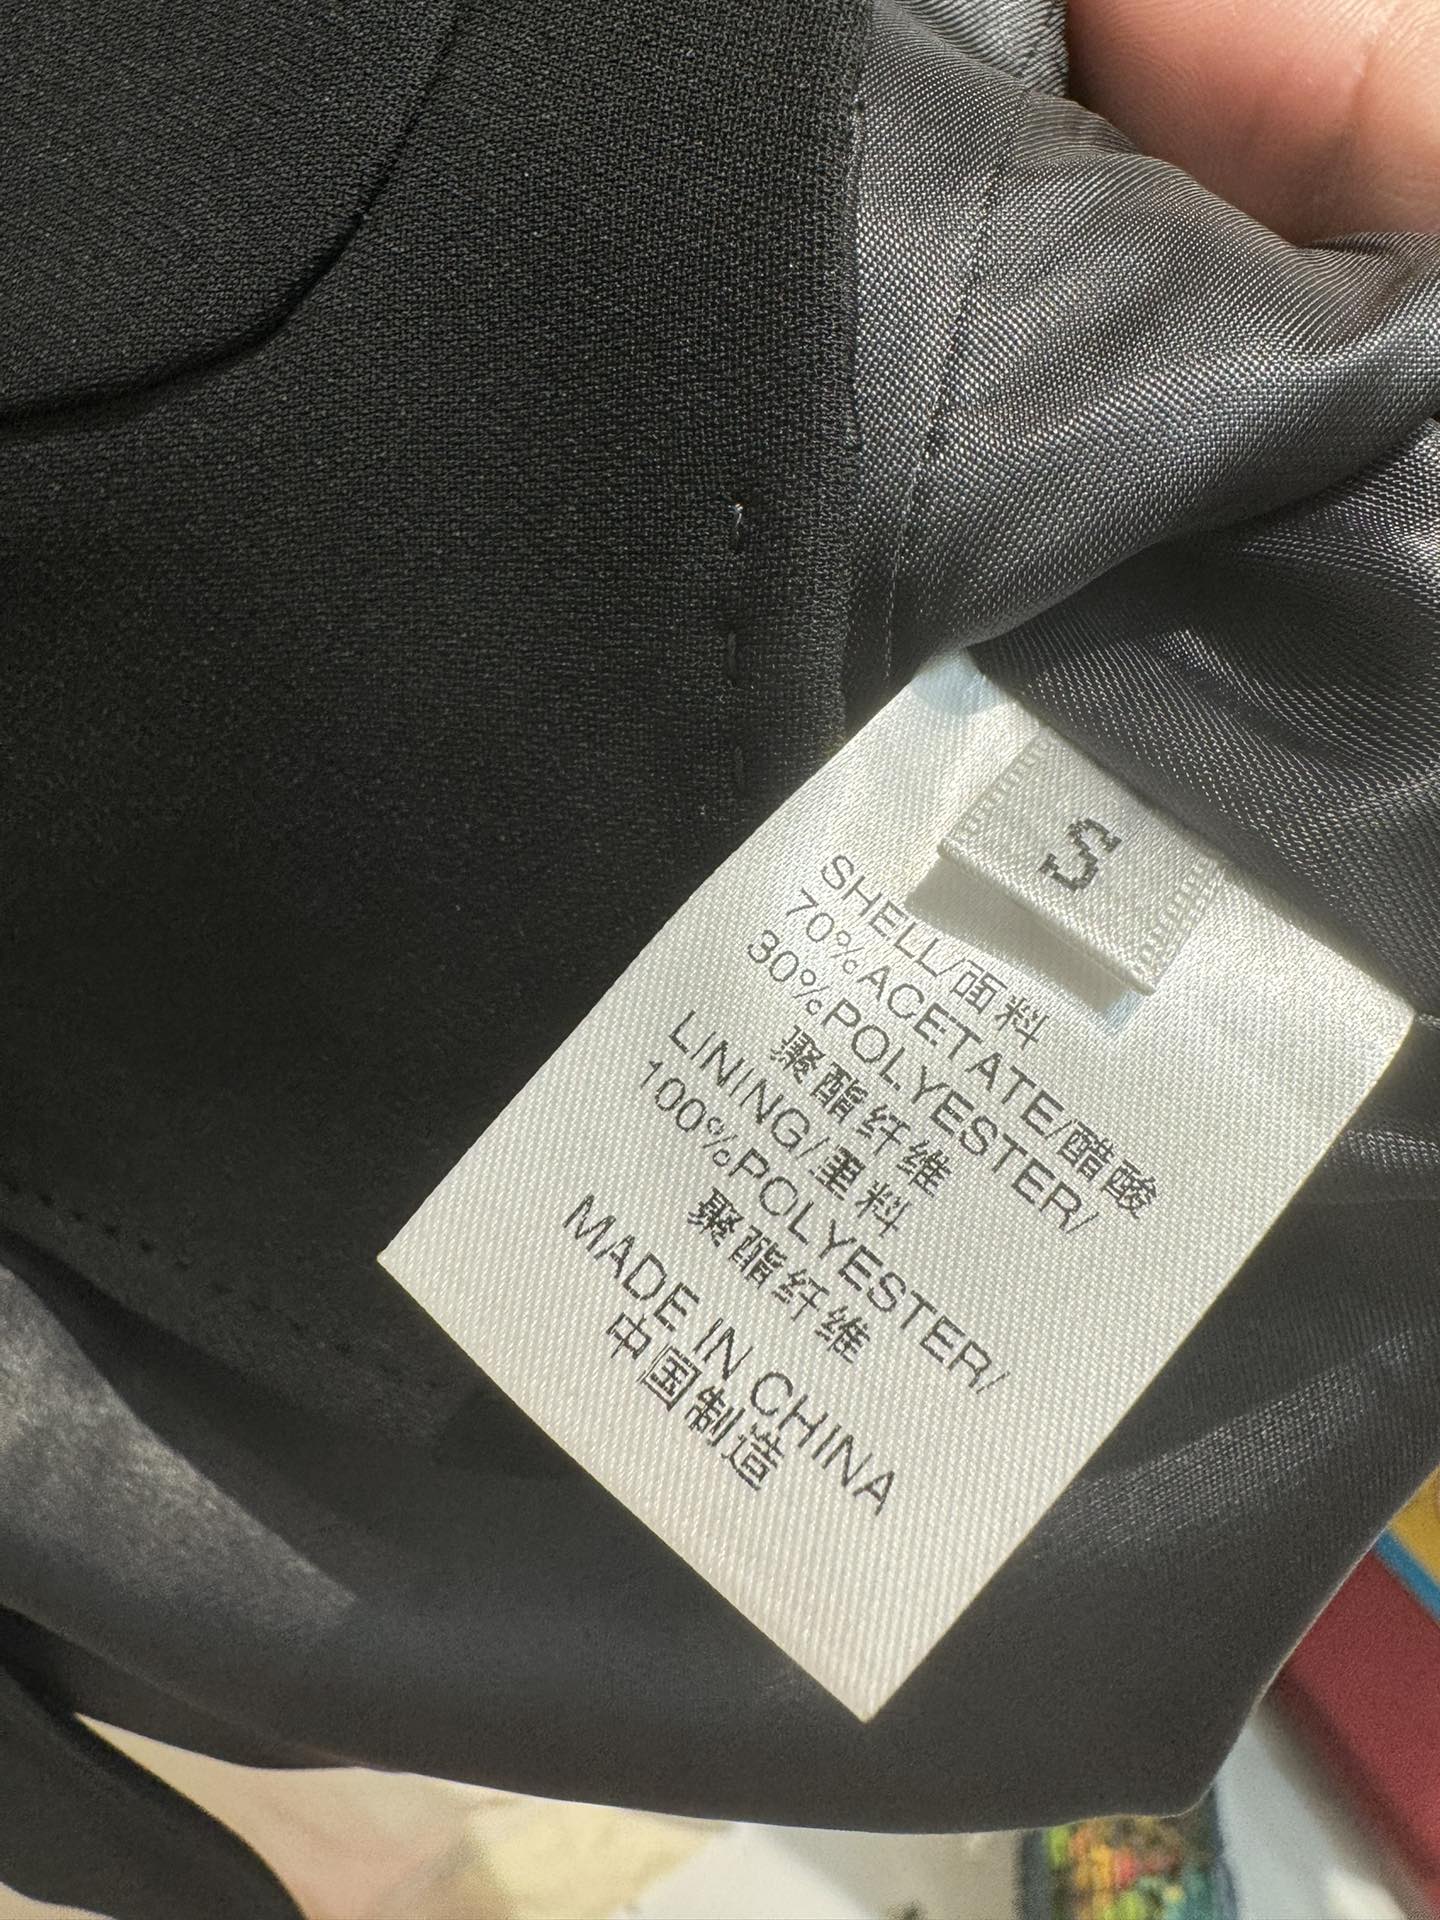 S
SHELL/面料
70%ACETATE/醋酸
30%POLYESTER/
聚酯纤维
LINING/里料
100%POLYESTER/
聚酯纤维
MADE IN CHINA
中国制造